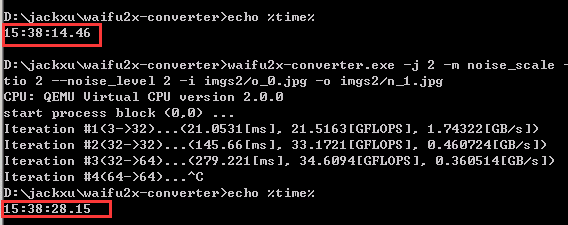 D:\jackxu\waifu2x-converter>echo %time%
15:38:14.46
D:\jackxu\waifu2x-converter>waifu2x-converter.exe -j 2 -m noise_scale -
tio 2 --noise_level 2 -i imgs2/o_0.jpg -o imgs2/n_1.jpg
CPU: QEMU Virtual CPU version 2.0.0
start process block (0,0) ...
Iteration #1(3->32)...(21.0531[ms], 21.5163[GFLOPS], 1.74322[GB/s])
Iteration #2(32->32)...(145.66[ms], 33.1721[GFLOPS], 0.460724[GB/s])
Iteration #3(32->64)...(279.221[ms], 34.6094[GFLOPS], 0.360514[GB/s])
Iteration #4(64->64)...^C
D:\jackxu\waifu2x-converter>echo %time%
15:38:28.15